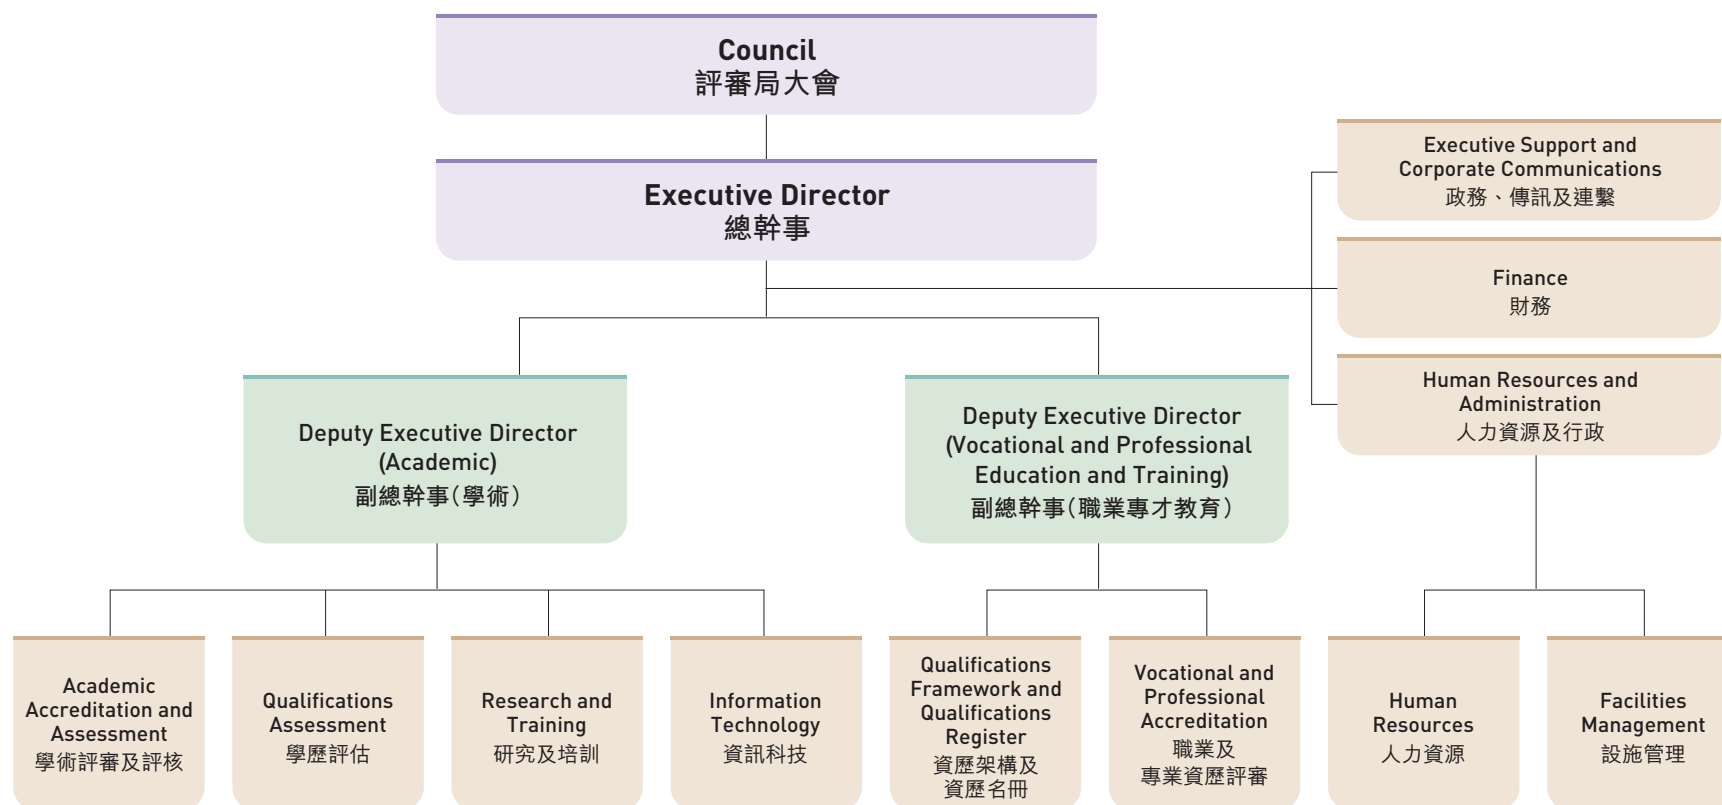 Council
評審局大會
Executive Director
總幹事
Executive Support and
Corporate Communications
政務、傳訊及連繫
Finance
財務
Human Resources and
Administration
人力資源及行政
Deputy Executive Director
(Academic)
副總幹事(學術)
Deputy Executive Director
(Vocational and Professional
Education and Training)
副總幹事(職業專才教育)
Academic
Accreditation and
Assessment
學術評審及評核
Qualifications
Assessment
學歷評估
Research and
Training
研究及培訓
Information
Technology
資訊科技
Qualifications
Framework and
Qualifications
Register
資歷架構及
資歷名冊
Vocational and
Professional
Accreditation
職業及
專業資歷評審
Human
Resources
人力資源
Facilities
Management
設施管理